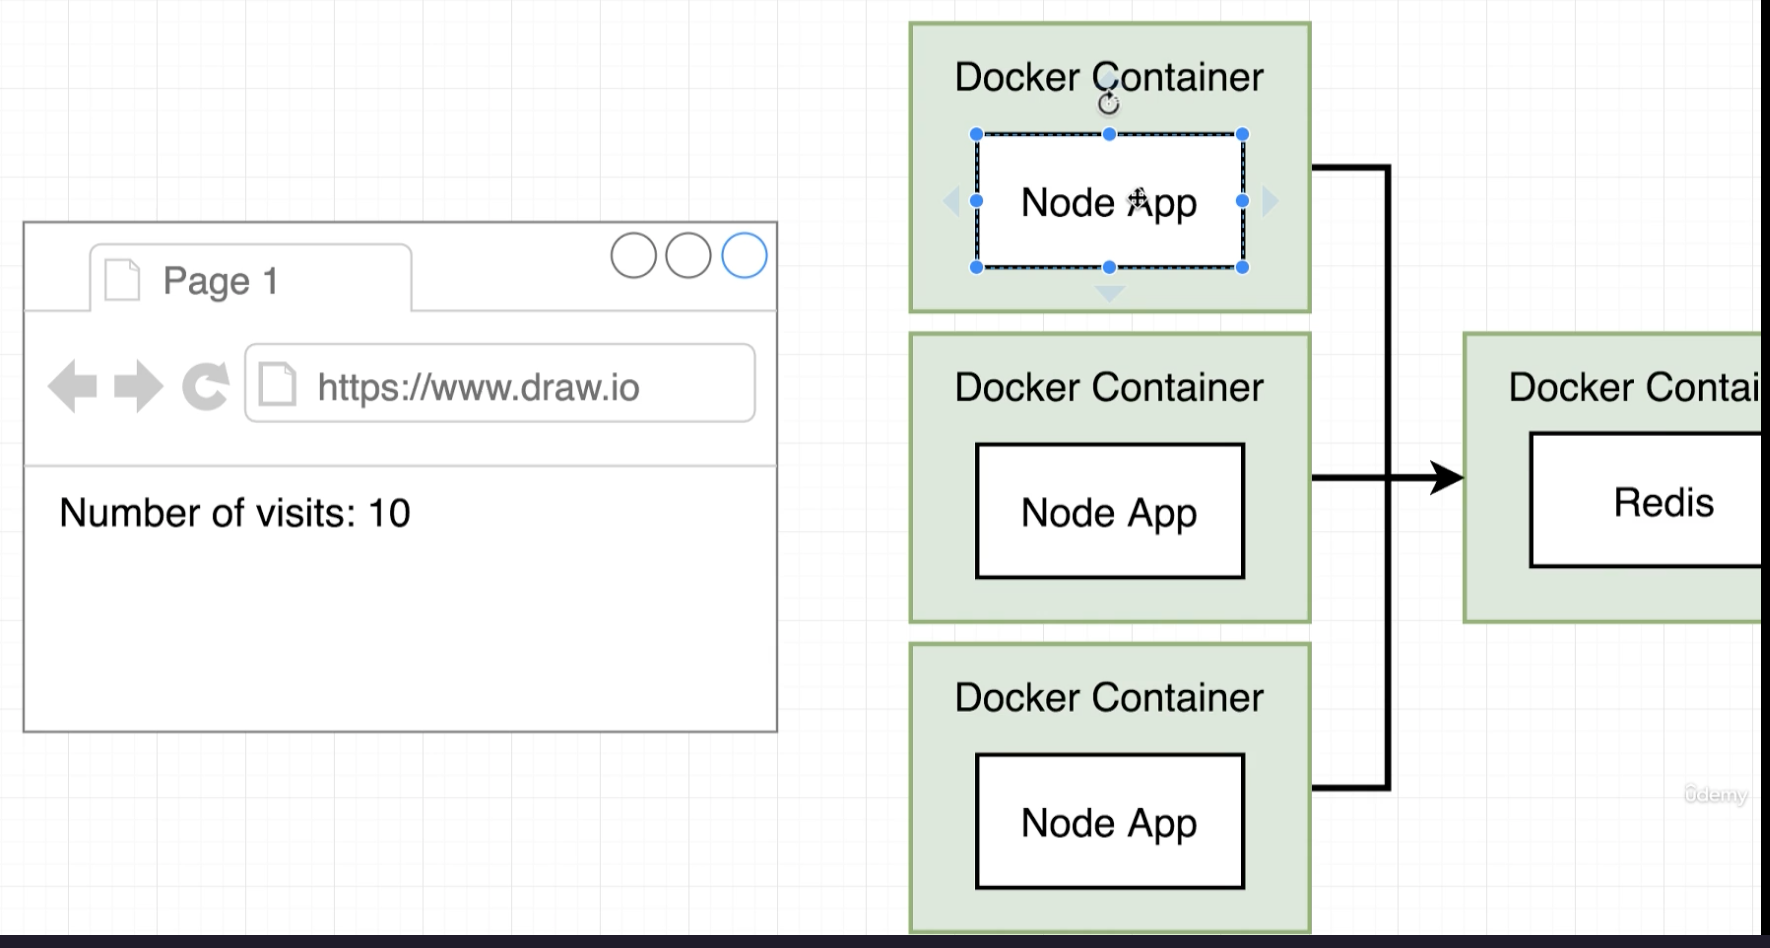 Page 1
https://www.draw.io
Number of visits: 10
Docker Container
Node App
Docker Container
Node App
Docker Container
Node App
Docker Contai
Redis
ûdemy